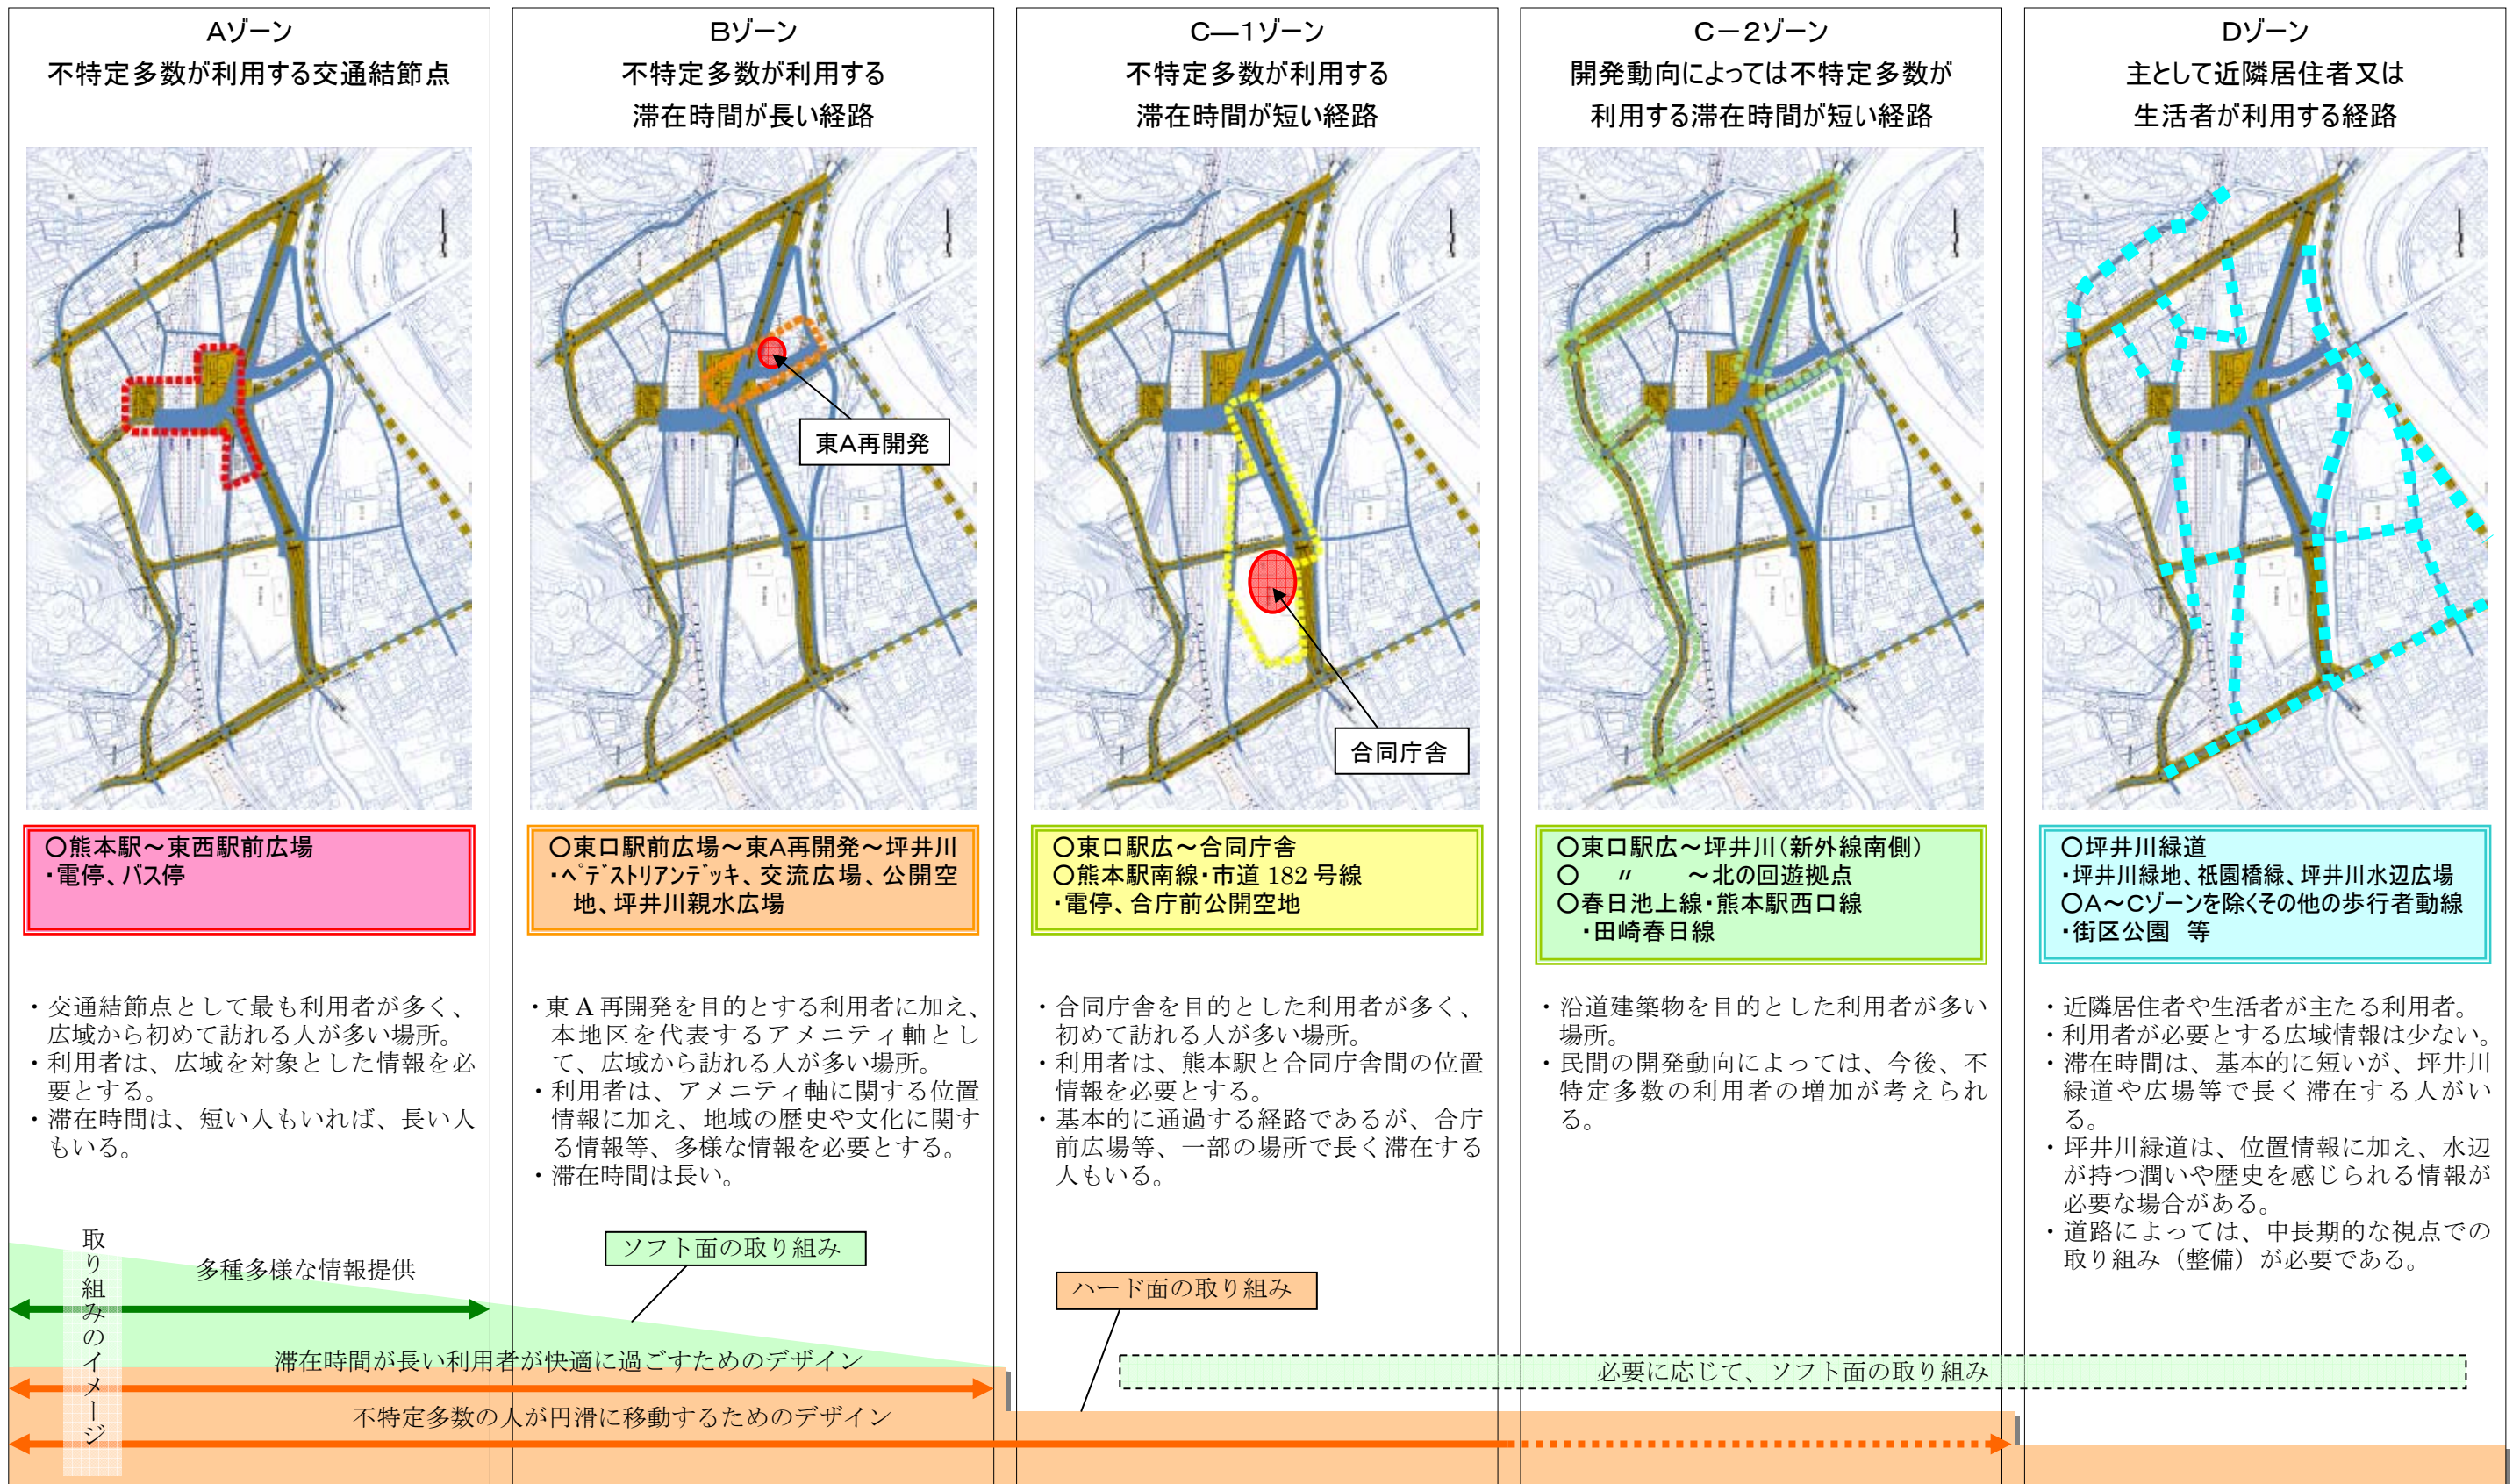 Aゾーン
不特定多数が利用する交通結節点
○熊本駅～東西駅前広場
・電停、バス停
・交通結節点として最も利用者が多く、
広域から初めて訪れる人が多い場所。
・利用者は、広域を対象とした情報を必
要とする。
・滞在時間は、短い人もいれば、長い人
もいる。
Bゾーン
不特定多数が利用する
滞在時間が長い経路
東A再開発
○東口駅前広場～東A再開発～坪井川
・ペデストリアンデッキ、交流広場、公開空
地、坪井川親水広場
・東A再開発を目的とする利用者に加え、
本地区を代表するアメニティ軸とし
て、広域から訪れる人が多い場所。
・利用者は、アメニティ軸に関する位置
情報に加え、地域の歴史や文化に関す
る情報等、多様な情報を必要とする。
・滞在時間は長い。
C―1ゾーン
不特定多数が利用する
滞在時間が短い経路
合同庁舎
○東口駅広～合同庁舎
○熊本駅南線・市道182号線
・電停、合庁前公開空地
・合同庁舎を目的とした利用者が多く、
初めて訪れる人が多い場所。
・利用者は、熊本駅と合同庁舎間の位置
情報を必要とする。
・基本的に通過する経路であるが、合庁
前広場等、一部の場所で長く滞在する
人もいる。
C－2ゾーン
開発動向によっては不特定多数が
利用する滞在時間が短い経路
○東口駅広～坪井川（新外線南側）
○　〃　～北の回遊拠点
○春日池上線・熊本駅西口線
・田崎春日線
・沿道建築物を目的とした利用者が多い
場所。
・民間の開発動向によっては、今後、不
特定多数の利用者の増加が考えられ
る。
Dゾーン
主として近隣居住者又は
生活者が利用する経路
○坪井川緑道
・坪井川緑地、祇園橋緑、坪井川水辺広場
○A～Cゾーンを除くその他の歩行者動線
・街区公園　等
・近隣居住者や生活者が主たる利用者。
・利用者が必要とする広域情報は少ない。
・滞在時間は、基本的に短いが、坪井川
緑道や広場等で長く滞在する人がい
る。
・坪井川緑道は、位置情報に加え、水辺
が持つ潤いや歴史を感じられる情報が
必要な場合がある。
・道路によっては、中長期的な視点での
取り組み（整備）が必要である。
取り組みのイメージ
多種多様な情報提供
ソフト面の取り組み
ハード面の取り組み
滞在時間が長い利用者が快適に過ごすためのデザイン
必要に応じて、ソフト面の取り組み
不特定多数の人が円滑に移動するためのデザイン